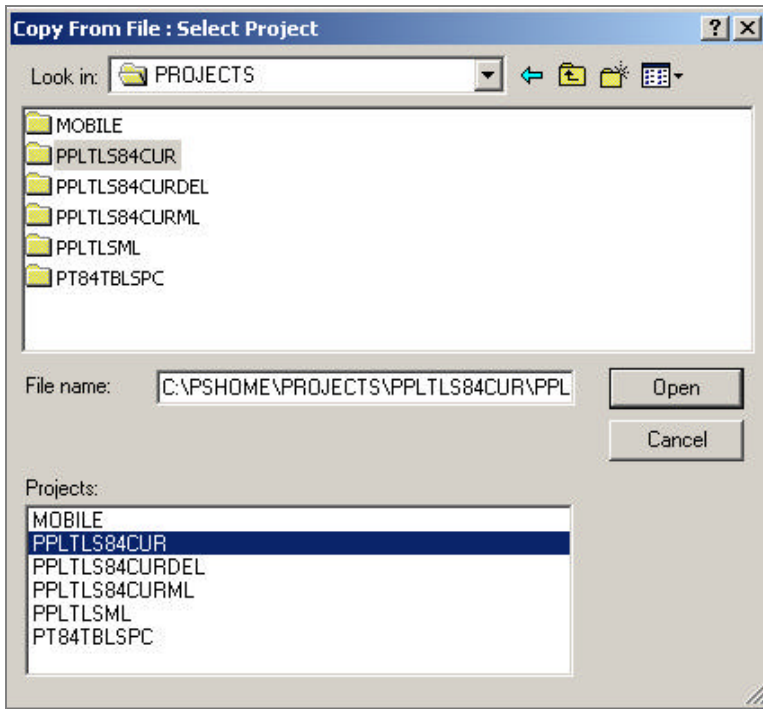 Copy From File : Select Project
Look in: PROJECTS
MOBILE
PPLTLS84CUR
PPLTLS84CURDEL
PPLTLS84CURML
PPLTLSML
PT84TBLSPC
File name: C:\PSHOME\PROJECTS\PPLTLS84CUR\PPL Open
Cancel
Projects:
MOBILE
PPLTLS84CUR
PPLTLS84CURDEL
PPLTLS84CURML
PPLTLSML
PT84TBLSPC